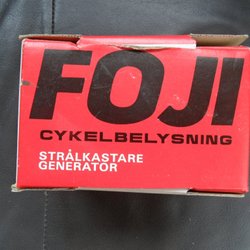 FOJI
CYKELBELYSNING
STRÅLKASTARE
GENERATOR